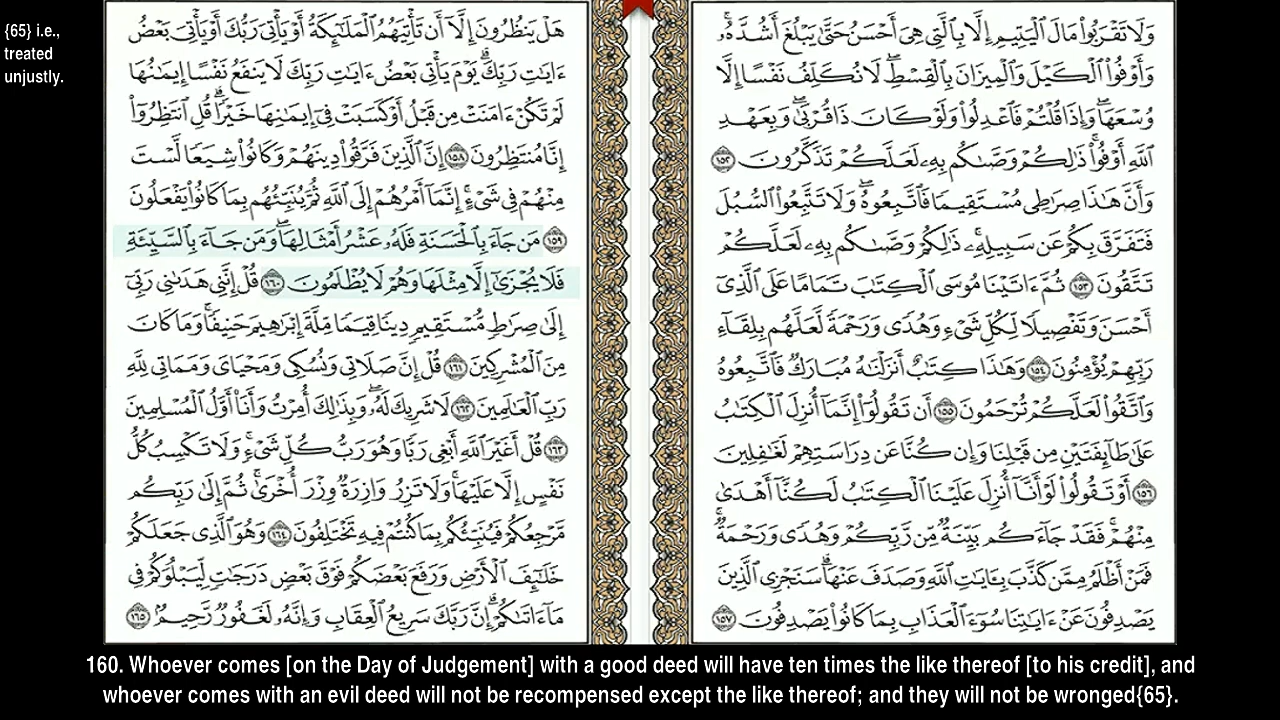 {65} i.e.,
treated
unjustly.
وَلَا تَقْرَبُوا۟ مَالَ ٱلْيَتِيمِ إِلَّا بِٱلَّتِى هِىَ أَحْسَنُ حَتَّىٰ يَبْلُغَ أَشُدَّهُۥ ۖ
وَأَوْفُوا۟ ٱلْكَيْلَ وَٱلْمِيزَانَ بِٱلْقِسْطِ ۖ لَا نُكَلِّفُ نَفْسًا إِلَّا
وُسْعَهَا ۖ وَإِذَا قُلْتُمْ فَٱعْدِلُوا۟ وَلَوْ كَانَ ذَا قُرْبَىٰ ۖ وَبِعَهْدِ
ٱللَّهِ أَوْفُوا۟ ۚ ذَٰلِكُمْ وَصَّىٰكُم بِهِۦ لَعَلَّكُمْ تَذَكَّرُونَ ١٥٢
وَأَنَّ هَٰذَا صِرَٰطِى مُسْتَقِيمًا فَٱتَّبِعُوهُ ۖ وَلَا تَتَّبِعُوا۟ ٱلسُّبُلَ
فَتَفَرَّقَ بِكُمْ عَن سَبِيلِهِۦ ۚ ذَٰلِكُمْ وَصَّىٰكُم بِهِۦ لَعَلَّكُمْ
تَتَّقُونَ ١٥٣ ثُمَّ ءَاتَيْنَا مُوسَى ٱلْكِتَٰبَ تَمَامًا عَلَى ٱلَّذِىٓ
أَحْسَنَ وَتَفْصِيلًا لِّكُلِّ شَىْءٍ وَهُدًى وَرَحْمَةً لَّعَلَّهُم بِلِقَآءِ
رَبِّهِمْ يُؤْمِنُونَ ١٥٤ وَهَٰذَا كِتَٰبٌ أَنزَلْنَٰهُ مُبَارَكٌ فَٱتَّبِعُوهُ
وَٱتَّقُوا۟ لَعَلَّكُمْ تُرْحَمُونَ ١٥٥ أَن تَقُولُوٓا۟ إِنَّمَآ أُنزِلَ ٱلْكِتَٰبُ
عَلَىٰ طَآئِفَتَيْنِ مِن قَبْلِنَا وَإِن كُنَّا عَن دِرَاسَتِهِمْ لَغَٰفِلِينَ
١٥٦ أَوْ تَقُولُوا۟ لَوْ أَنَّآ أُنزِلَ عَلَيْنَا ٱلْكِتَٰبُ لَكُنَّآ أَهْدَىٰ
مِنْهُمْ ۚ فَقَدْ جَآءَكُم بَيِّنَةٌ مِّن رَّبِّكُمْ وَهُدًى وَرَحْمَةٌ ۚ
فَمَنْ أَظْلَمُ مِمَّن كَذَّبَ بِـَٔايَٰتِ ٱللَّهِ وَصَدَفَ عَنْهَا ۗ سَنَجْزِى ٱلَّذِينَ
يَصْدِفُونَ عَنْ ءَايَٰتِنَا سُوٓءَ ٱلْعَذَابِ بِمَا كَانُوا۟ يَصْدِفُونَ ١٥٧
هَلْ يَنظُرُونَ إِلَّآ أَن تَأْتِيَهُمُ ٱلْمَلَٰٓئِكَةُ أَوْ يَأْتِىَ رَبُّكَ أَوْ يَأْتِىَ بَعْضُ
ءَايَٰتِ رَبِّكَ ۗ يَوْمَ يَأْتِى بَعْضُ ءَايَٰتِ رَبِّكَ لَا يَنفَعُ نَفْسًا إِيمَٰنُهَا
لَمْ تَكُنْ ءَامَنَتْ مِن قَبْلُ أَوْ كَسَبَتْ فِىٓ إِيمَٰنِهَا خَيْرًا ۗ قُلِ ٱنتَظِرُوٓا۟
إِنَّا مُنتَظِرُونَ ١٥٨ إِنَّ ٱلَّذِينَ فَرَّقُوا۟ دِينَهُمْ وَكَانُوا۟ شِيَعًا لَّسْتَ
مِنْهُمْ فِى شَىْءٍ ۚ إِنَّمَآ أَمْرُهُمْ إِلَى ٱللَّهِ ثُمَّ يُنَبِّئُهُم بِمَا كَانُوا۟ يَفْعَلُونَ
١٥٩ مَن جَآءَ بِٱلْحَسَنَةِ فَلَهُۥ عَشْرُ أَمْثَالِهَا ۖ وَمَن جَآءَ بِٱلسَّيِّئَةِ
فَلَا يُجْزَىٰٓ إِلَّا مِثْلَهَا وَهُمْ لَا يُظْلَمُونَ ١٦٠ قُلْ إِنَّنِى هَدَىٰنِى رَبِّىٓ
إِلَىٰ صِرَٰطٍ مُّسْتَقِيمٍ دِينًا قِيَمًا مِّلَّةَ إِبْرَٰهِيمَ حَنِيفًا ۚ وَمَا كَانَ
مِنَ ٱلْمُشْرِكِينَ ١٦١ قُلْ إِنَّ صَلَاتِى وَنُسُكِى وَمَحْيَاىَ وَمَمَاتِى لِلَّهِ
رَبِّ ٱلْعَٰلَمِينَ ١٦٢ لَا شَرِيكَ لَهُۥ ۖ وَبِذَٰلِكَ أُمِرْتُ وَأَنَا۠ أَوَّلُ ٱلْمُسْلِمِينَ
١٦٣ قُلْ أَغَيْرَ ٱللَّهِ أَبْغِى رَبًّا وَهُوَ رَبُّ كُلِّ شَىْءٍ ۚ وَلَا تَكْسِبُ كُلُّ
نَفْسٍ إِلَّا عَلَيْهَا ۚ وَلَا تَزِرُ وَازِرَةٌ وِزْرَ أُخْرَىٰ ۚ ثُمَّ إِلَىٰ رَبِّكُم
مَّرْجِعُكُمْ فَيُنَبِّئُكُم بِمَا كُنتُمْ فِيهِ تَخْتَلِفُونَ ١٦٤ وَهُوَ ٱلَّذِى جَعَلَكُمْ
خَلَٰٓئِفَ ٱلْأَرْضِ وَرَفَعَ بَعْضَكُمْ فَوْقَ بَعْضٍ دَرَجَٰتٍ لِّيَبْلُوَكُمْ فِى
مَآ ءَاتَىٰكُمْ ۗ إِنَّ رَبَّكَ سَرِيعُ ٱلْعِقَابِ وَإِنَّهُۥ لَغَفُورٌ رَّحِيمٌۢ ١٦٥
160. Whoever comes [on the Day of Judgement] with a good deed will have ten times the like thereof [to his credit], and
whoever comes with an evil deed will not be recompensed except the like thereof; and they will not be wronged{65}.